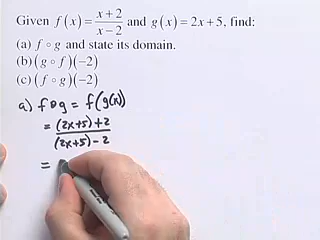 Given f(x) = (x+2)/(x−2) and g(x) = 2x+5, find:
(a) f∘g and state its domain.
(b) (g∘f)(−2)
(c) (f∘g)(−2)
a) f∘g = f(g(x))
= ((2x+5)+2)/((2x+5)−2)
=